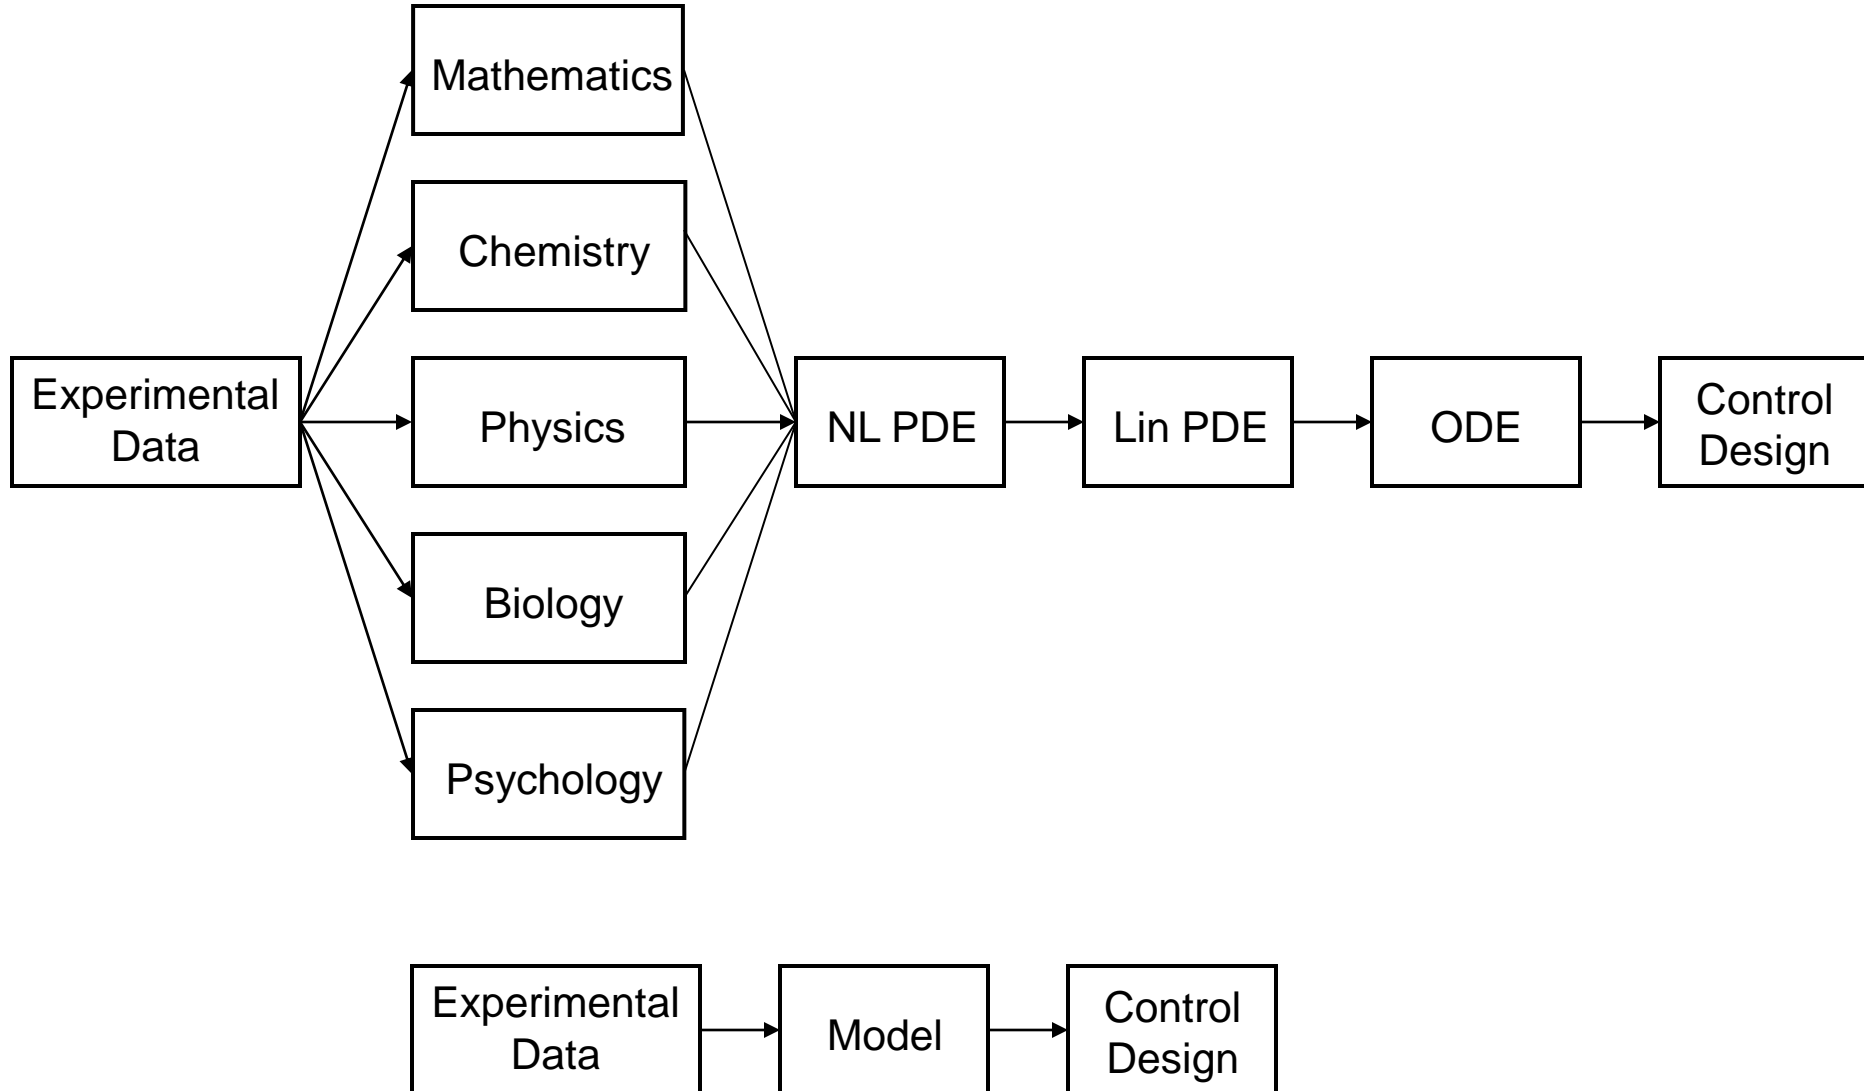 Mathematics
Chemistry
Experimental
Data
Physics
NL PDE
Lin PDE
ODE
Control
Design
Biology
Psychology
Experimental
Data
Model
Control
Design